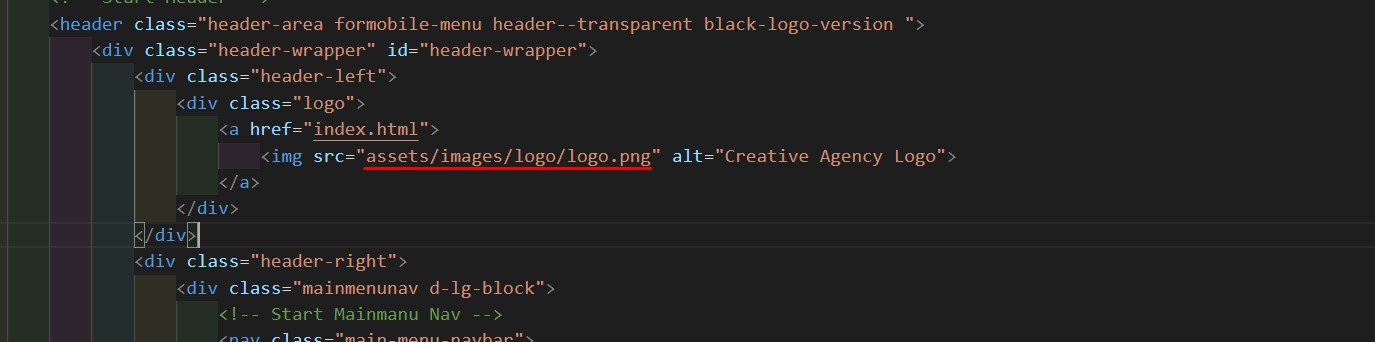 <!-- Start Header -->
<header class="header-area formobile-menu header--transparent black-logo-version ">
<div class="header-wrapper" id="header-wrapper">
<div class="header-left">
<div class="logo">
<a href="index.html">
<img src="assets/images/logo/logo.png" alt="Creative Agency Logo">
</a>
</div>
</div>
<div class="header-right">
<div class="mainmenunav d-lg-block">
<!-- Start Mainmanu Nav -->
<nav class="main-menu-navbar">